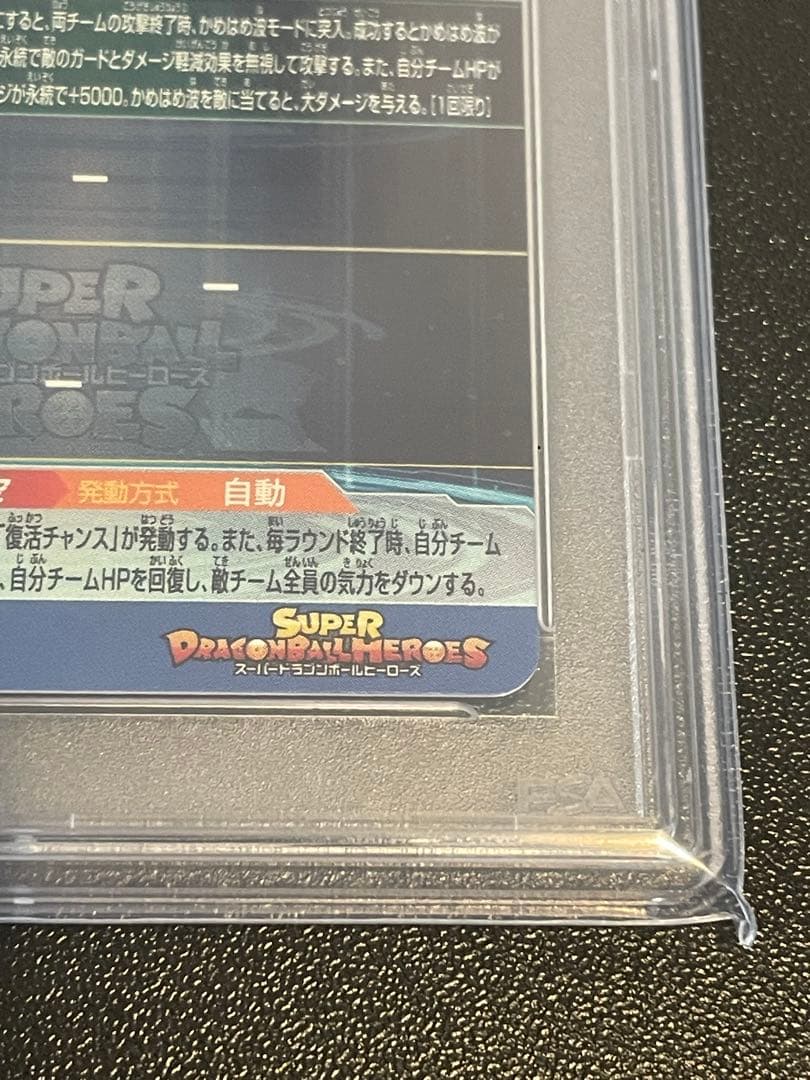 にすると、両チームの攻撃終了時、かめはめ波モードに突入。成功するとかめはめ波が
永続で敵のガードとダメージ軽減効果を無視して攻撃する。また、自分チームHPが
ジが永続で+5000。かめはめ波を敵に当てると、大ダメージを与える。[1回限り]
SUPER
DRAGONBALL
ドラゴンボールヒーローズ
HEROES
発動方式 自動
「復活チャンス」が発動する。また、毎ラウンド終了時、自分チーム
、自分チームHPを回復し、敵チーム全員の気力をダウンする。
SUPER
DRAGONBALL HEROES
スーパードラゴンボールヒーローズ
PSA